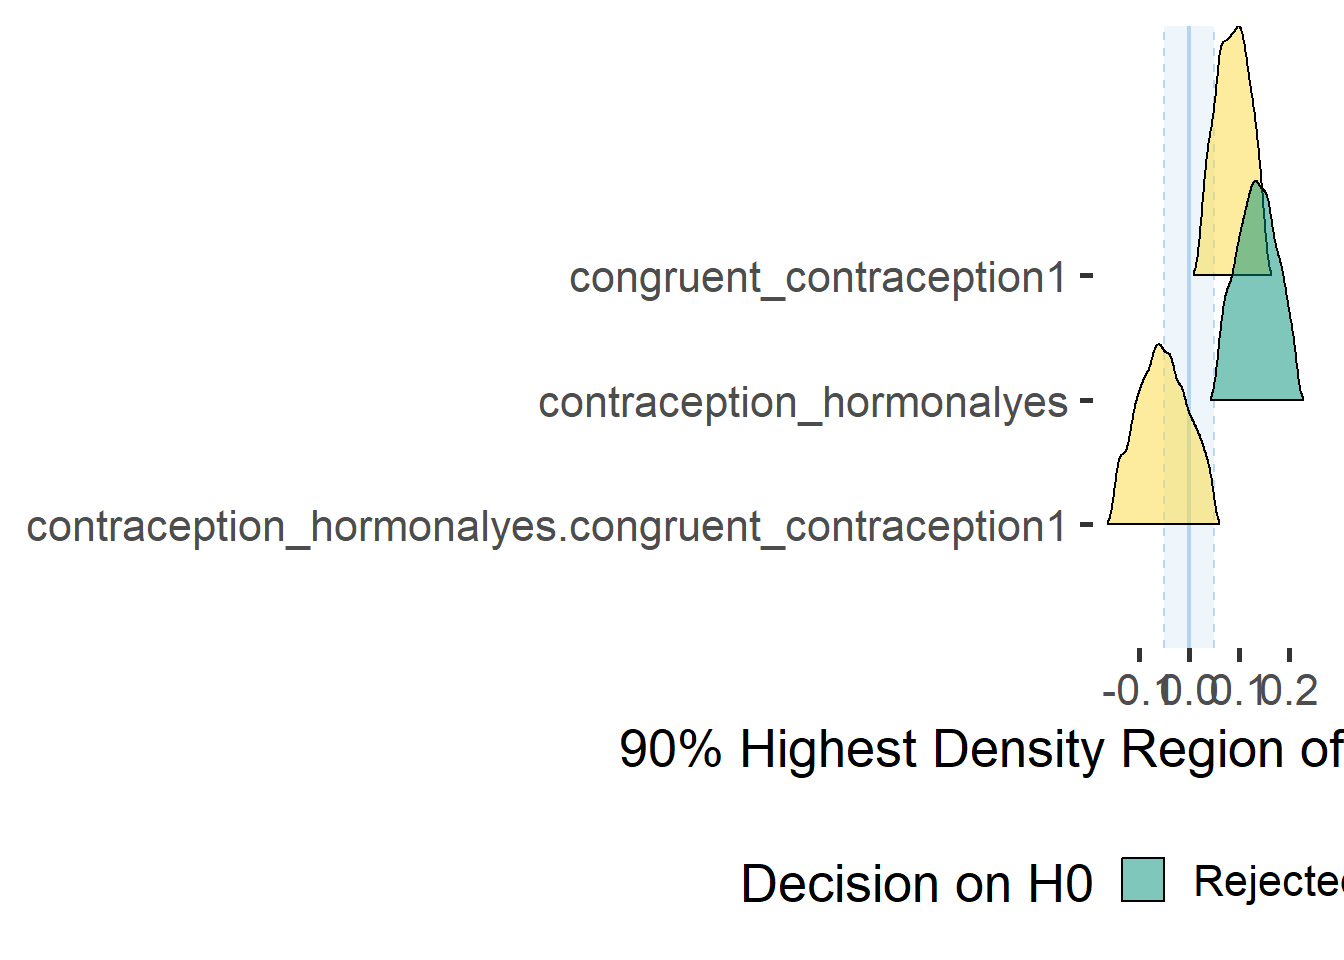 congruent_contraception1
contraception_hormonalyes
contraception_hormonalyes.congruent_contraception1
-0.1 0.0 0.1 0.2
90% Highest Density Region of
Decision on H0 Rejected